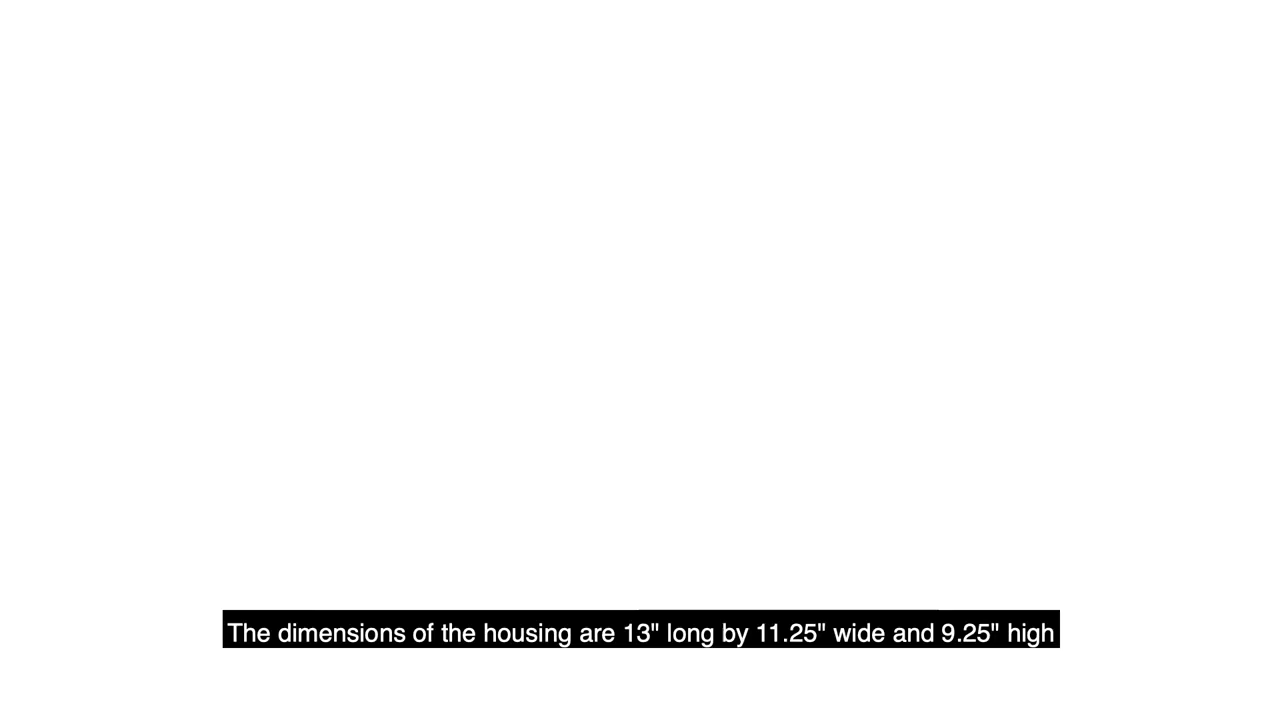 The dimensions of the housing are 13" long by 11.25" wide and 9.25" high